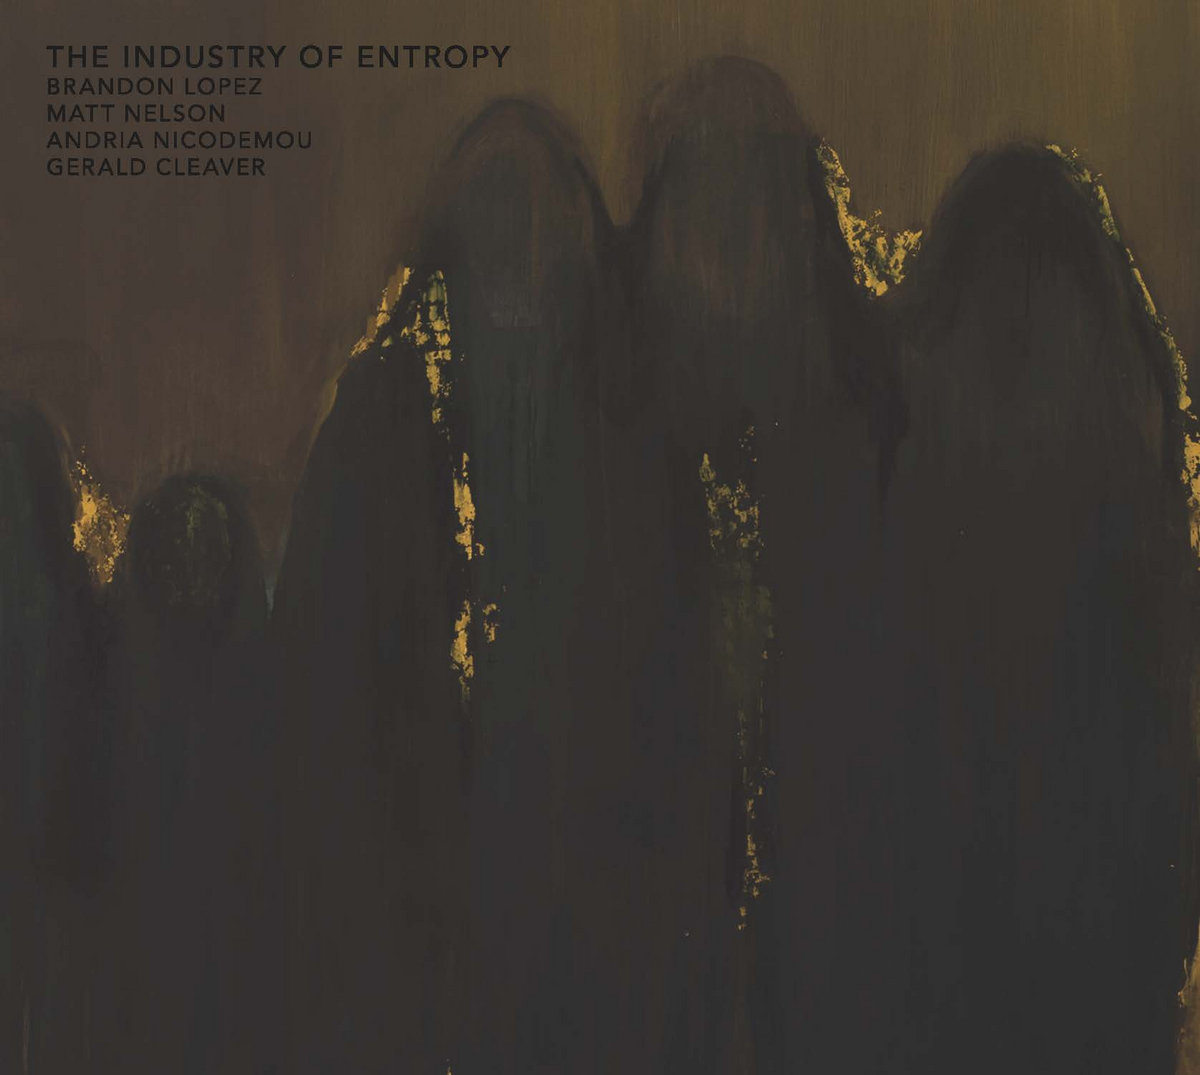 THE INDUSTRY OF ENTROPY
BRANDON LOPEZ
MATT NELSON
ANDRIA NICODEMOU
GERALD CLEAVER